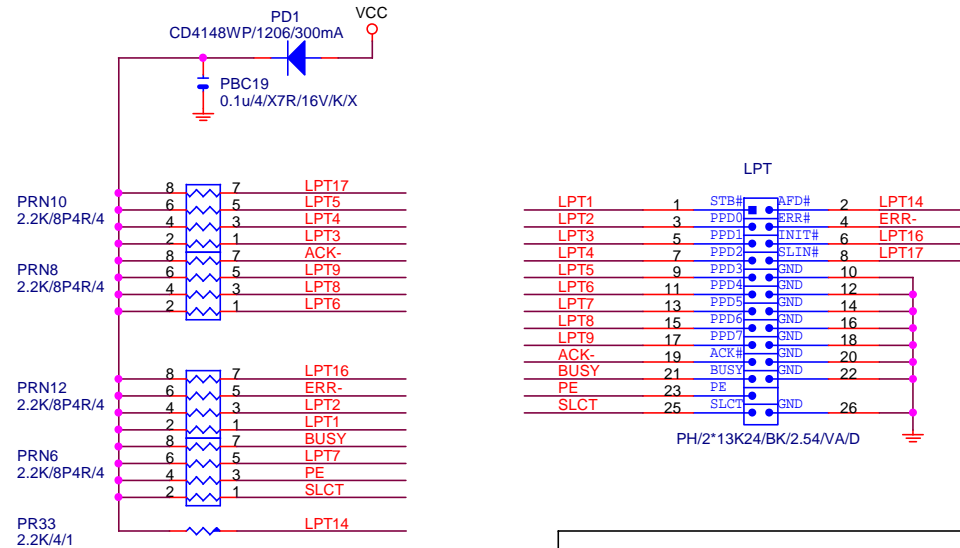 PD1
CD4148WP/1206/300mA
VCC
PBC19
0.1u/4/X7R/16V/K/X
PRN10
2.2K/8P4R/4
8 7 LPT17
6 5 LPT5
4 3 LPT4
2 1 LPT3
PRN8
2.2K/8P4R/4
8 7 ACK-
6 5 LPT9
4 3 LPT8
2 1 LPT6
PRN12
2.2K/8P4R/4
8 7 LPT16
6 5 ERR-
4 3 LPT2
2 1 LPT1
PRN6
2.2K/8P4R/4
8 7 BUSY
6 5 LPT7
4 3 PE
2 1 SLCT
PR33
2.2K/4/1
LPT14
LPT
LPT1 1 STB# AFD# 2 LPT14
LPT2 3 PPD0 ERR# 4 ERR-
LPT3 5 PPD1 INIT# 6 LPT16
LPT4 7 PPD2 SLIN# 8 LPT17
LPT5 9 PPD3 GND 10
LPT6 11 PPD4 GND 12
LPT7 13 PPD5 GND 14
LPT8 15 PPD6 GND 16
LPT9 17 PPD7 GND 18
ACK- 19 ACK# GND 20
BUSY 21 BUSY GND 22
PE 23 PE
SLCT 25 SLCT GND 26
PH/2*13K24/BK/2.54/VA/D